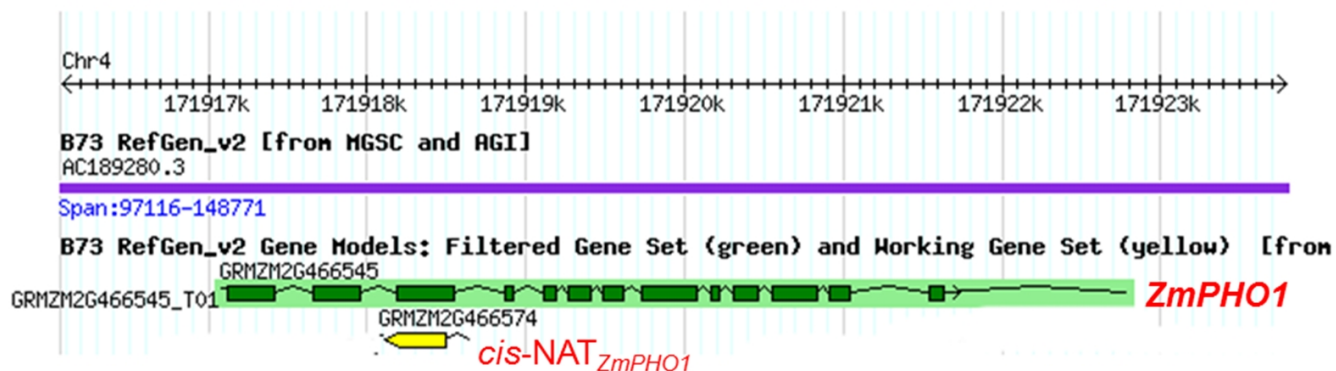 Chr4
171917k 171918k 171919k 171920k 171921k 171922k 171923k
B73 RefGen_v2 [from MGSC and AGI]
AC189280.3
Span:97116-148771
B73 RefGen_v2 Gene Models: Filtered Gene Set (green) and Working Gene Set (yellow) [from
GRMZM2G466545
GRMZM2G466545_T01 ZmPHO1
GRMZM2G466574
cis-NATZmPHO1